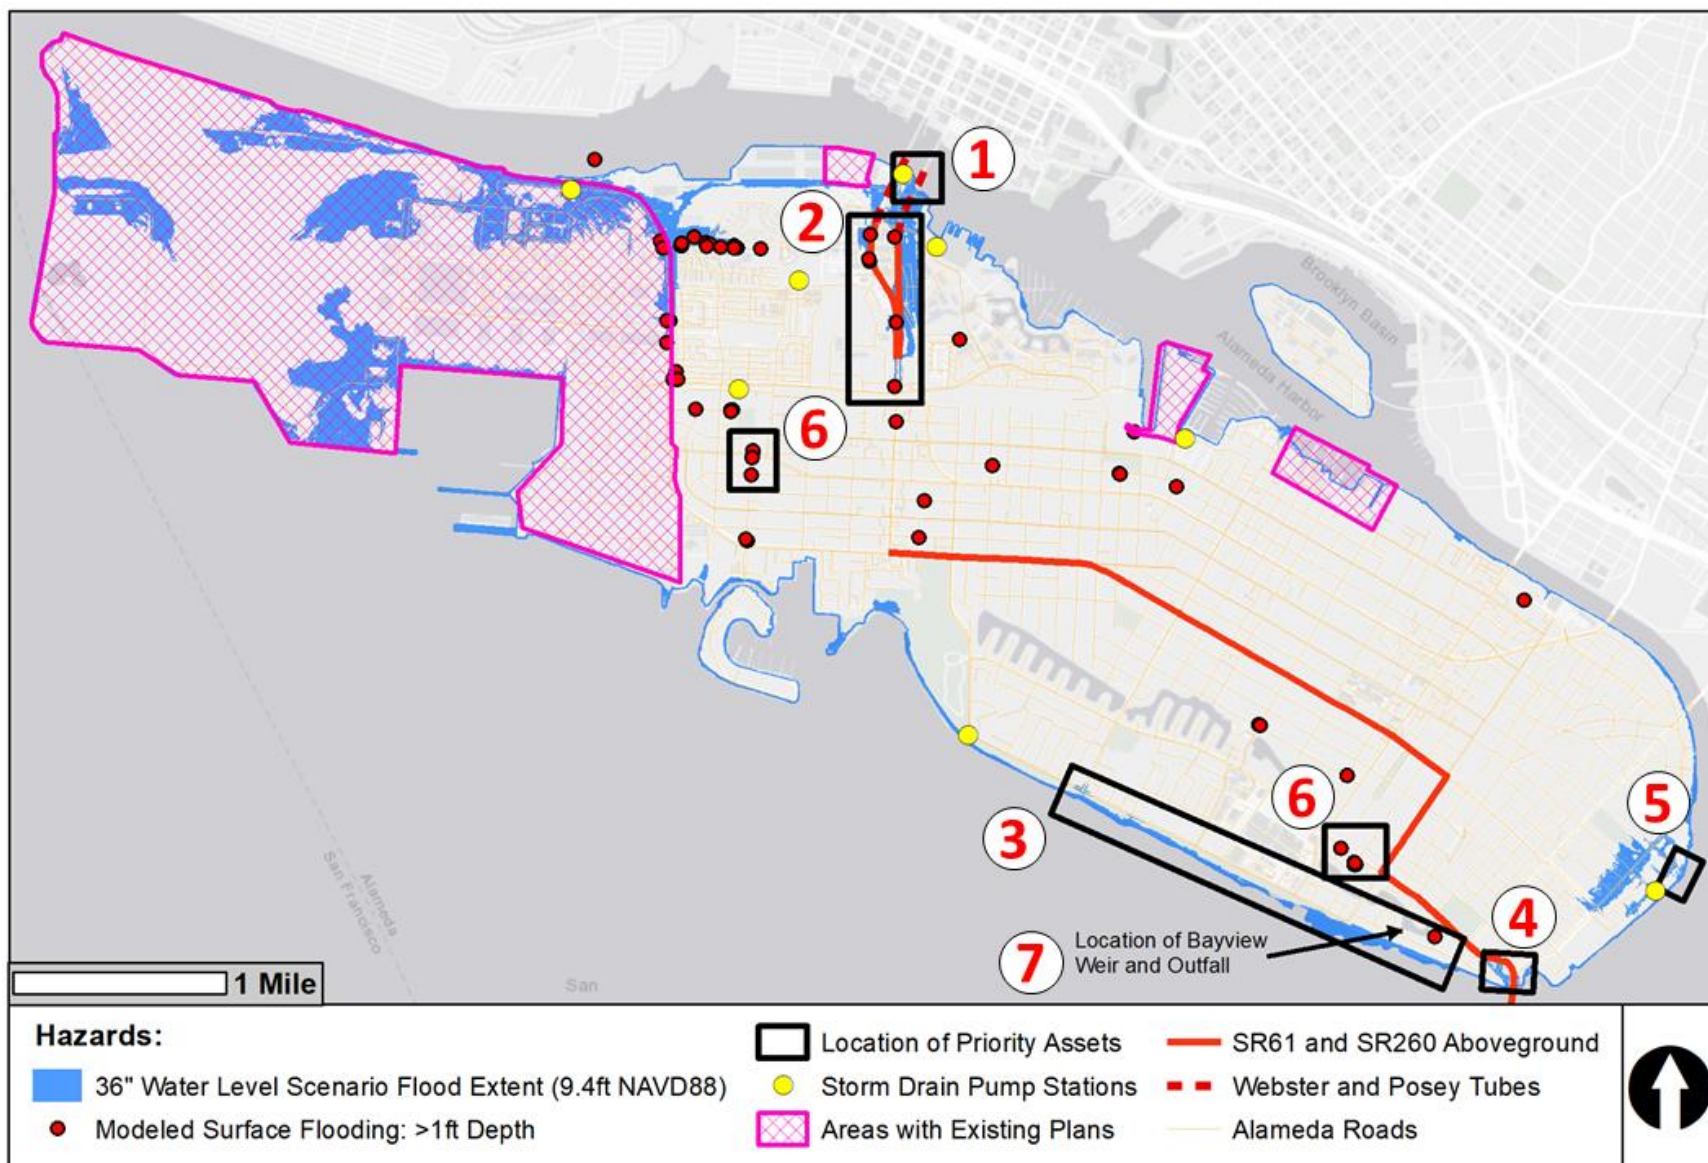 1
2
Brooklyn Basin
Alameda Harbor
6
5
6
3
Alameda
San Francisco
4
7
Location of Bayview
Weir and Outfall
1 Mile
San
Hazards:
36" Water Level Scenario Flood Extent (9.4ft NAVD88)
Modeled Surface Flooding: >1ft Depth
Location of Priority Assets
Storm Drain Pump Stations
Areas with Existing Plans
SR61 and SR260 Aboveground
Webster and Posey Tubes
Alameda Roads